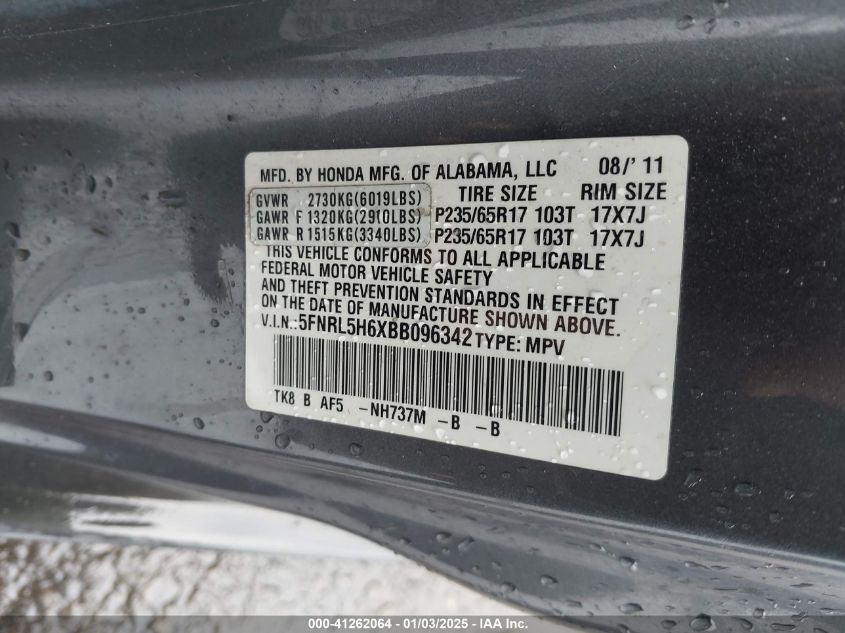 MFD. BY HONDA MFG. OF ALABAMA, LLC 08/'11
GVWR 2730KG(6019LBS) TIRE SIZE RIM SIZE
GAWR F 1320KG(2910LBS) P235/65R17 103T 17X7J
GAWR R 1515KG(3340LBS) P235/65R17 103T 17X7J
THIS VEHICLE CONFORMS TO ALL APPLICABLE
FEDERAL MOTOR VEHICLE SAFETY
AND THEFT PREVENTION STANDARDS IN EFFECT
ON THE DATE OF MANUFACTURE SHOWN ABOVE.
V.I.N.:5FNRL5H6XBB096342 TYPE: MPV
TK8 B AF5 -NH737M -B -B
000-41262064 - 01/03/2025 - IAA Inc.